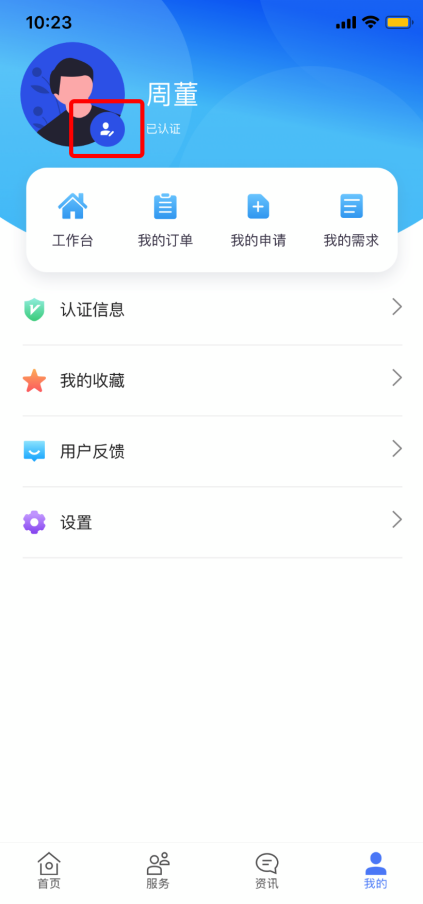 10:23
周董
已认证
工作台
我的订单
我的申请
我的需求
认证信息
我的收藏
用户反馈
设置
首页
服务
资讯
我的